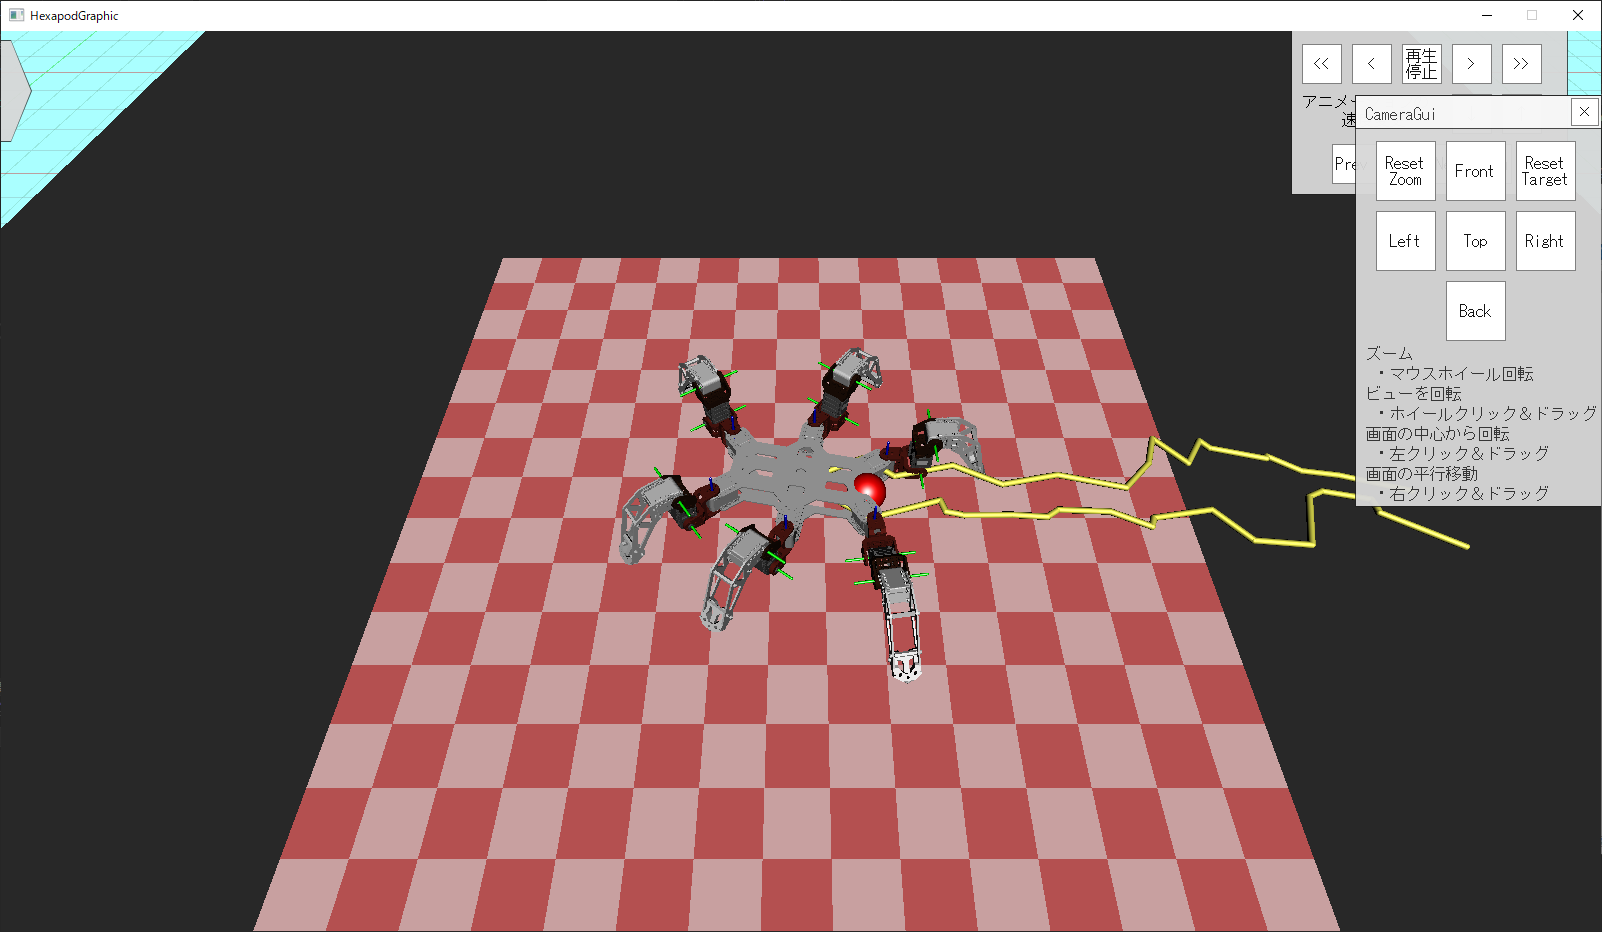 HexapodGraphic
<< < 再生 > >>
停止
アニメ
速
CameraGui
Reset Zoom
Front
Reset Target
Left
Top
Right
Back
ズーム
・マウスホイール回転
ビューを回転
・ホイールクリック＆ドラッグ
画面の中心から回転
・左クリック＆ドラッグ
画面の平行移動
・右クリック＆ドラッグ